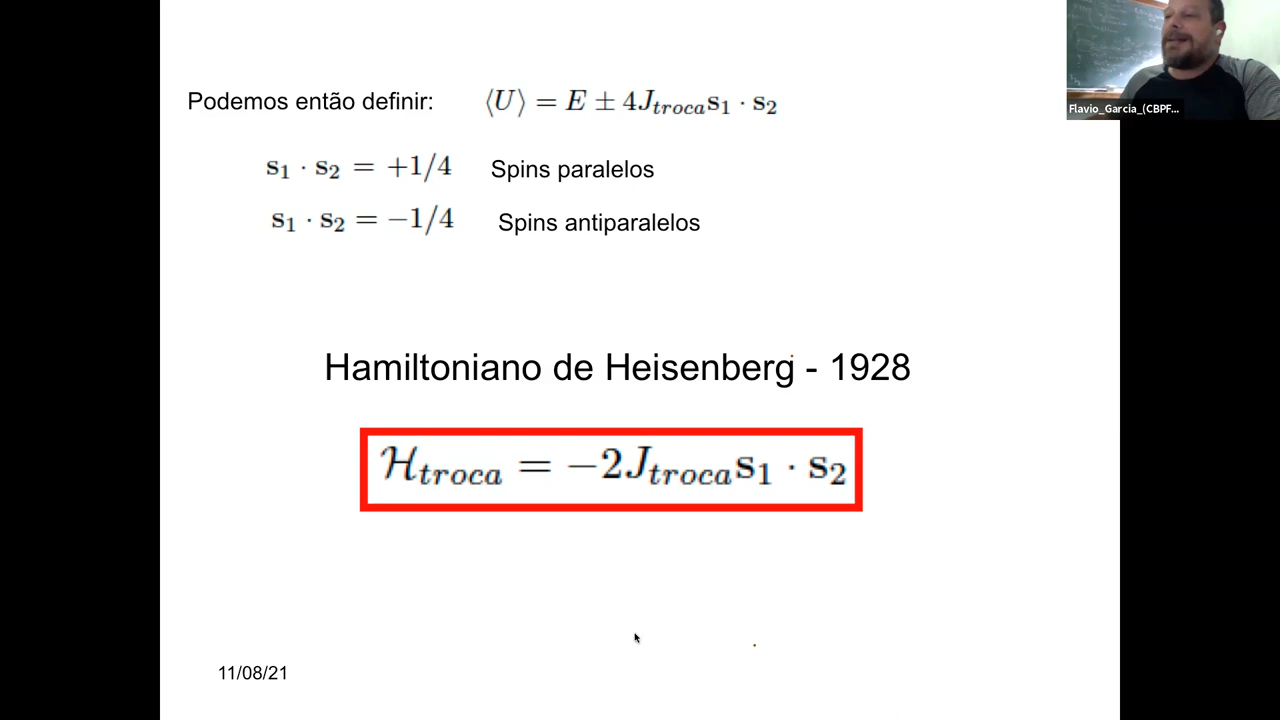 Podemos então definir: ⟨U⟩ = E ± 4J_troca s₁ · s₂
s₁ · s₂ = +1/4 Spins paralelos
s₁ · s₂ = −1/4 Spins antiparalelos
Hamiltoniano de Heisenberg - 1928
ℋ_troca = −2J_troca s₁ · s₂
11/08/21
Flavio_Garcia_(CBPF...